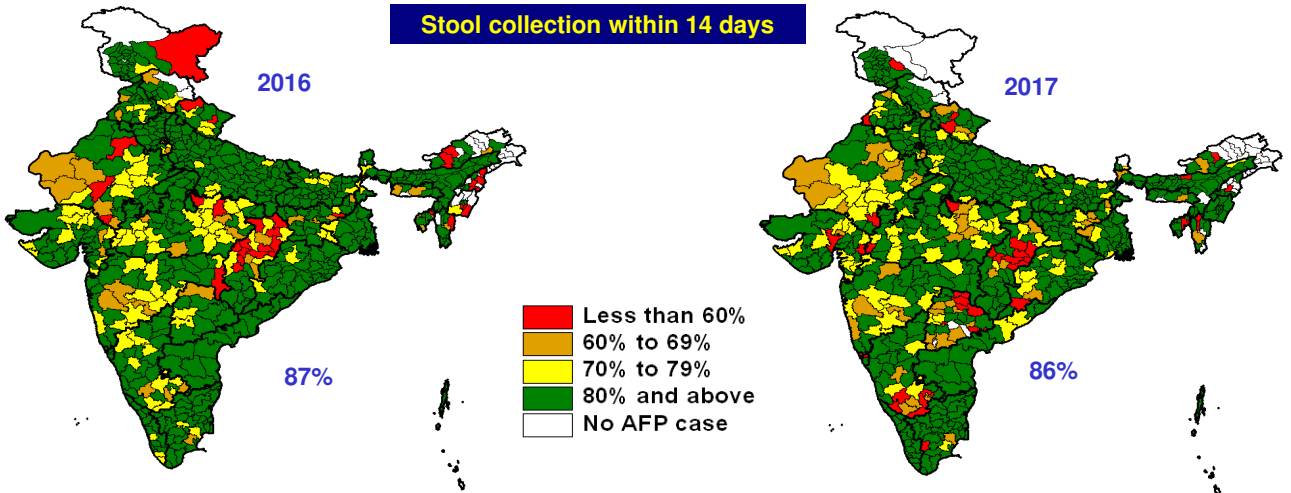 Stool collection within 14 days
2016
2017
Less than 60%
60% to 69%
70% to 79%
80% and above
No AFP case
87%
86%